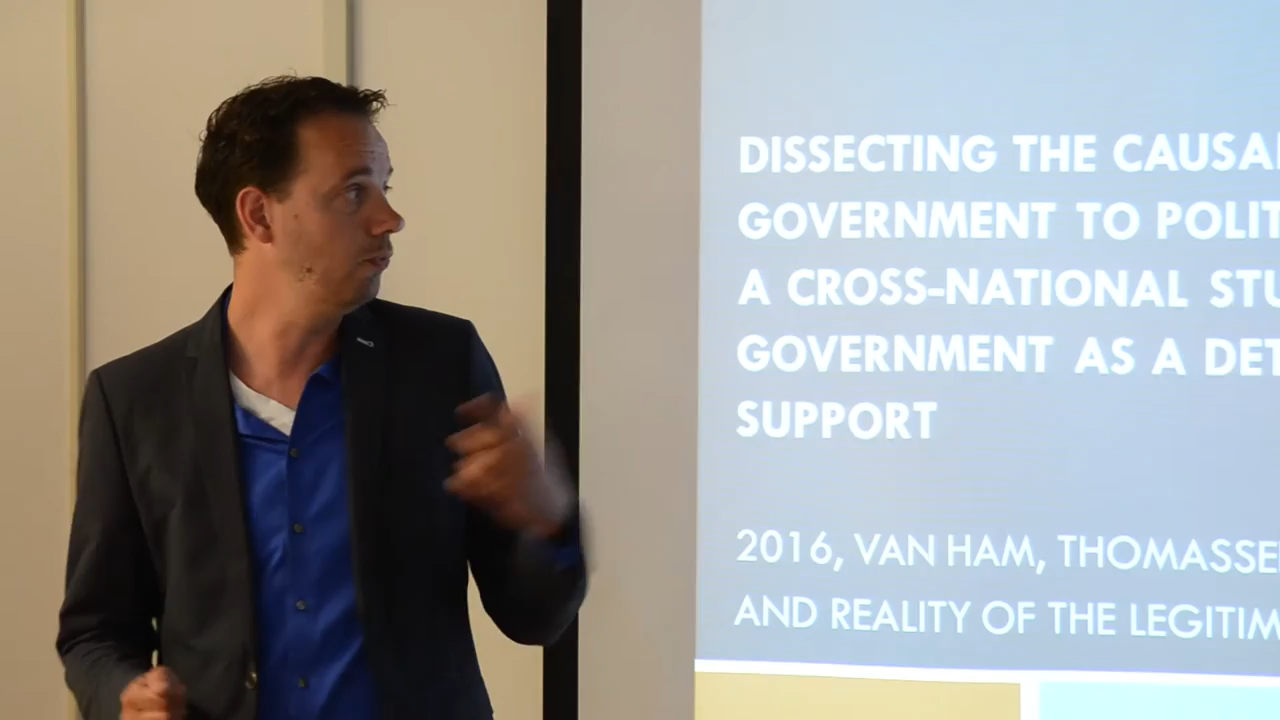 DISSECTING THE CAUSAL
GOVERNMENT TO POLIT
A CROSS-NATIONAL STU
GOVERNMENT AS A DET
SUPPORT
2016, VAN HAM, THOMASSE
AND REALITY OF THE LEGITIM